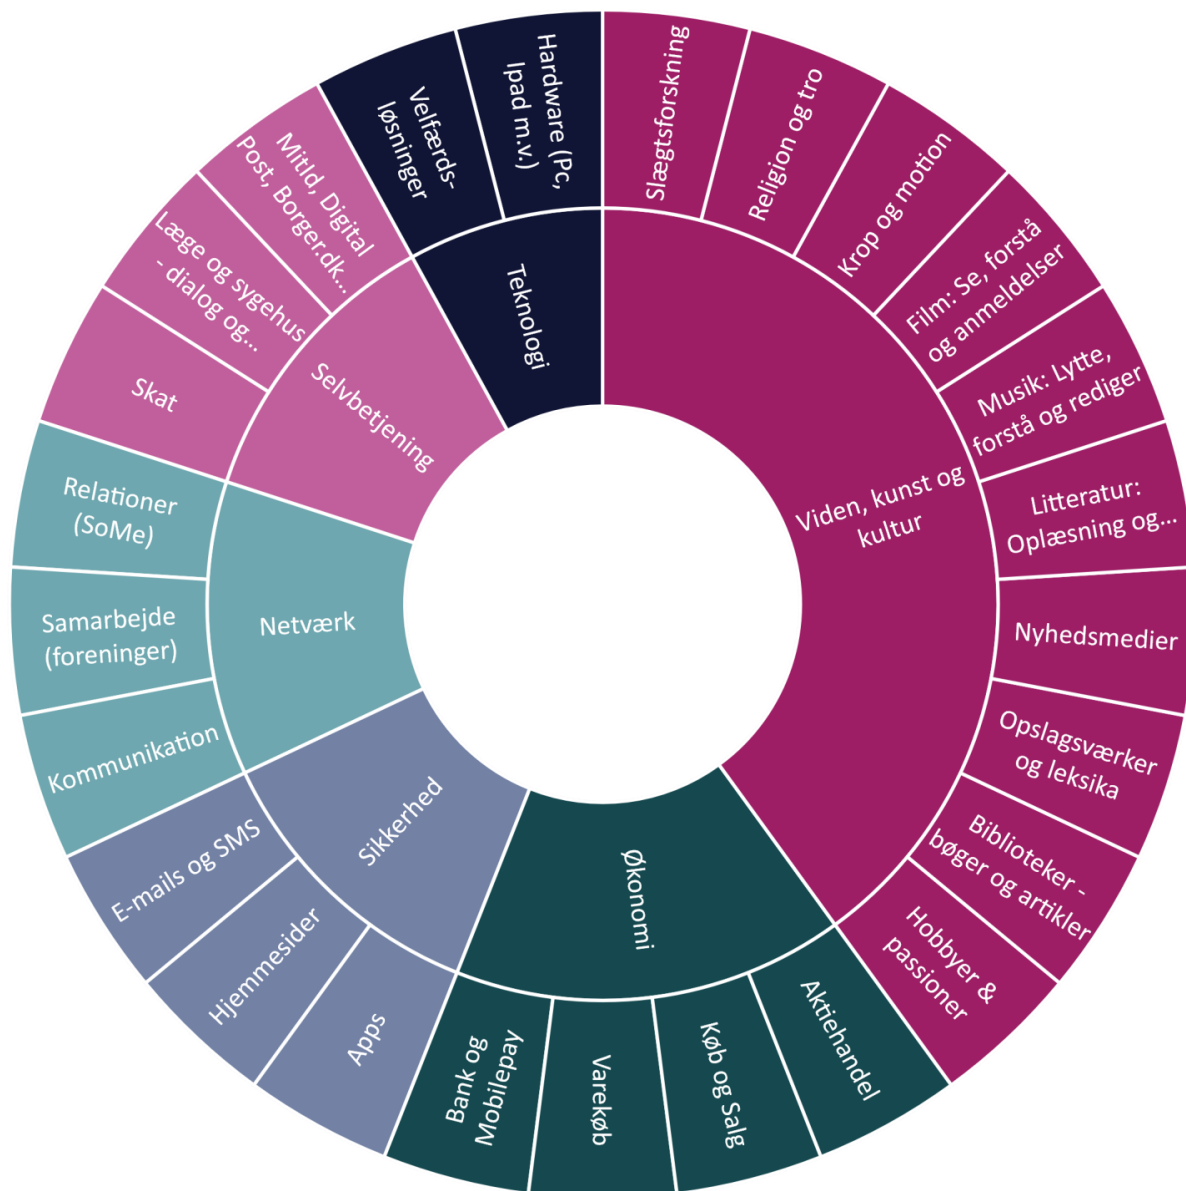 Viden, kunst og
kultur
Slægtsforskning
Religion og tro
Krop og motion
Film: Se, forstå
og anmeldelser
Musik: Lytte,
forstå og rediger
Litteratur:
Oplæsning og...
Nyhedsmedier
Opslagsværker
og leksika
Biblioteker -
bøger og artikler
Hobbyer &
passioner
Økonomi
Aktiehandel
Køb og Salg
Varekøb
Bank og
Mobilepay
Sikkerhed
Apps
Hjemmesider
E-mails og SMS
Netværk
Kommunikation
Samarbejde
(foreninger)
Relationer
(SoMe)
Selvbetjening
Skat
Læge og sygehus
- dialog og...
Mitid, Digital
Post, Borger.dk...
Teknologi
Velfærds-
løsninger
Hardware (Pc,
Ipad m.v.)